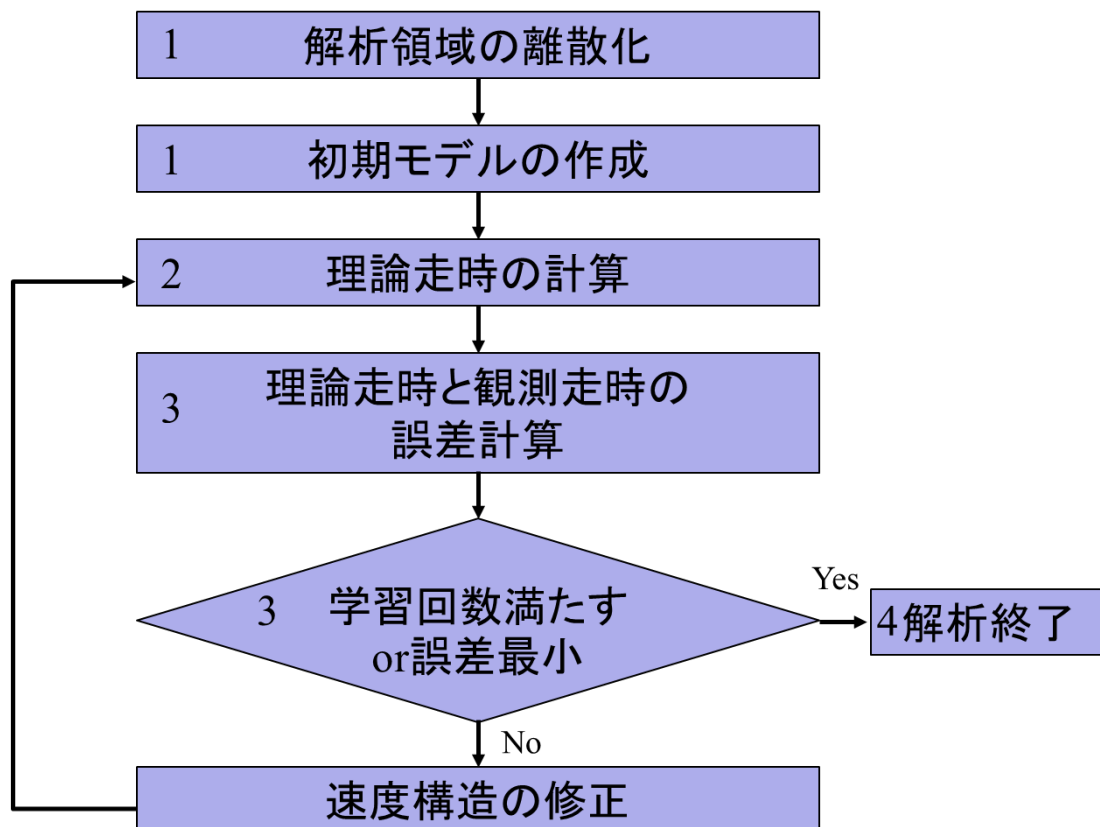 1 解析領域の離散化
1 初期モデルの作成
2 理論走時の計算
3 理論走時と観測走時の
誤差計算
3 学習回数満たす
or誤差最小
Yes
4解析終了
No
速度構造の修正